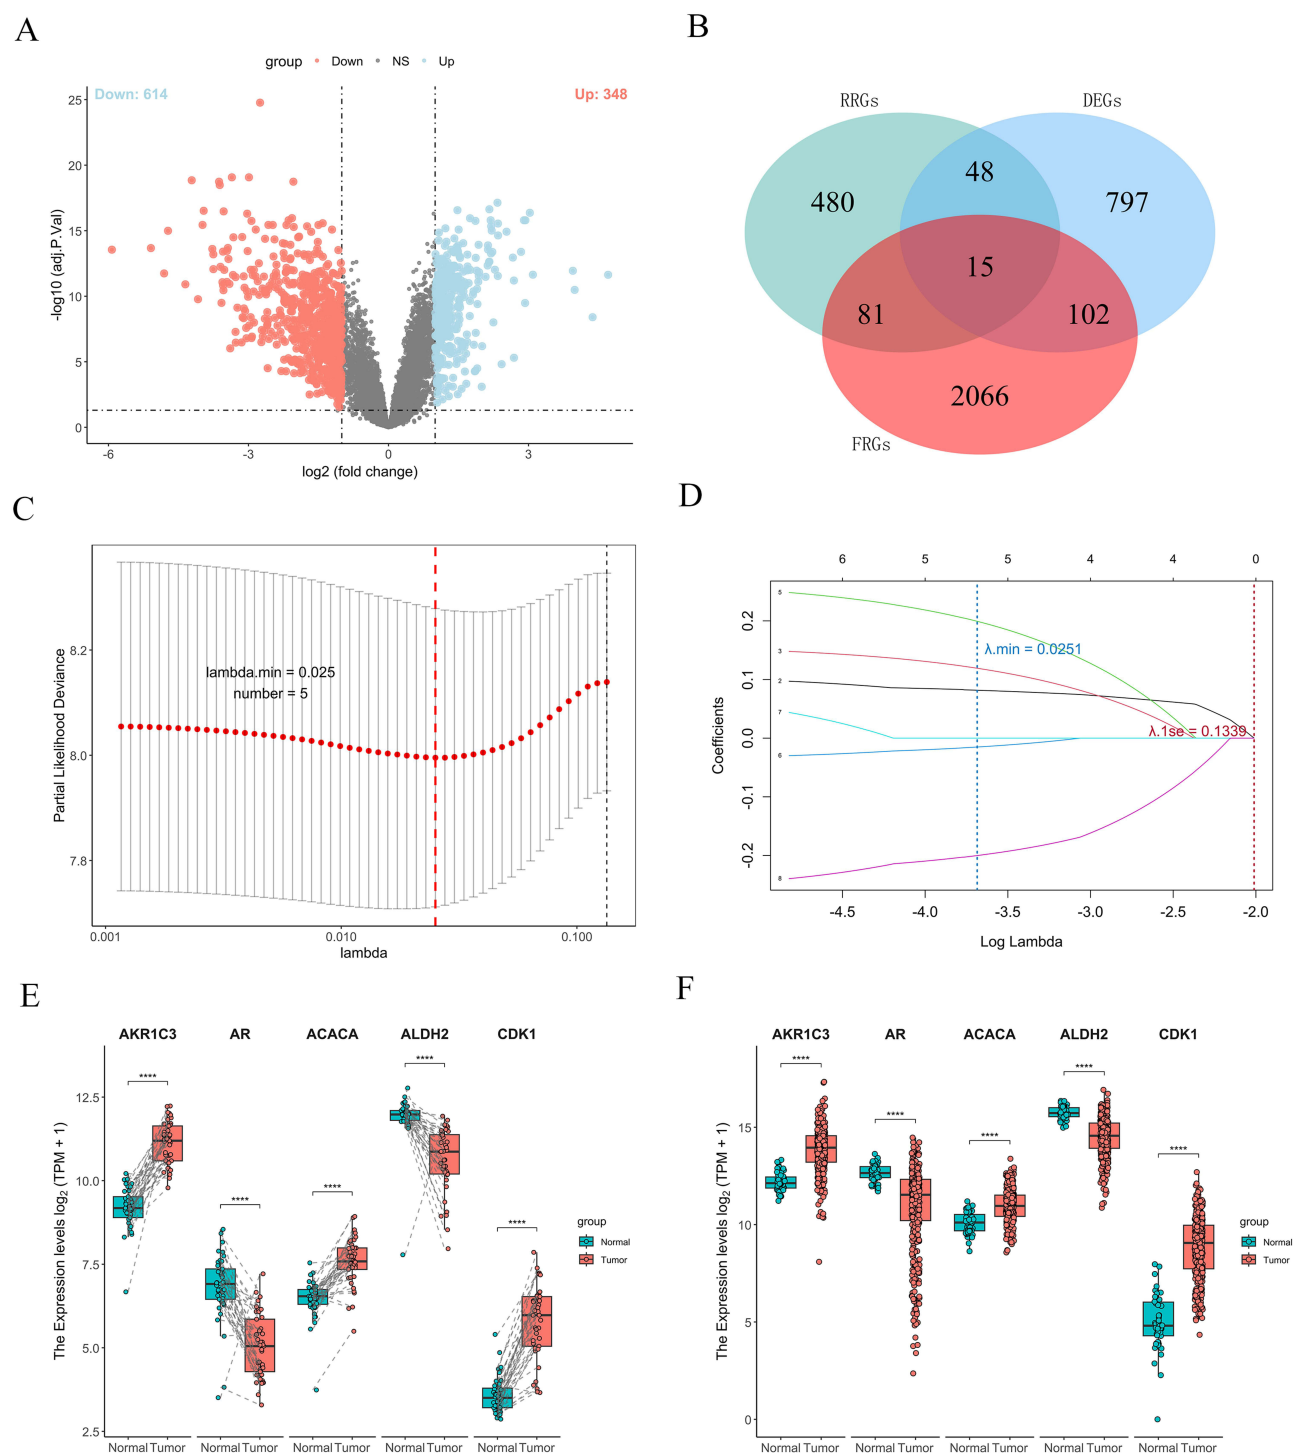 A
group Down NS Up
Down: 614
Up: 348
25
20
15
10
5
0
-log10 (adj.P.Val)
-6 -3 0 3
log2 (fold change)
B
RRGs
DEGs
48
480
797
15
81
102
2066
FRGs
C
Partial Likelihood Deviance
8.2
8.0
7.8
lambda.min = 0.025
number = 5
0.001 0.010 0.100
lambda
D
6 5 5 4 4 0
Coefficients
0.2
0.1
0.0
-0.1
-0.2
5
3
2
7
6
8
λ.min = 0.0251
λ.1se = 0.1339
-4.5 -4.0 -3.5 -3.0 -2.5 -2.0
Log Lambda
E
AKR1C3 AR ACACA ALDH2 CDK1
The Expression levels log2 (TPM + 1)
12.5
10.0
7.5
5.0
2.5
**** **** **** **** ****
Normal Tumor Normal Tumor Normal Tumor Normal Tumor Normal Tumor
group
Normal
Tumor
F
AKR1C3 AR ACACA ALDH2 CDK1
The Expression levels log2 (TPM + 1)
15
10
5
0
**** **** **** **** ****
Normal Tumor Normal Tumor Normal Tumor Normal Tumor Normal Tumor
group
Normal
Tumor